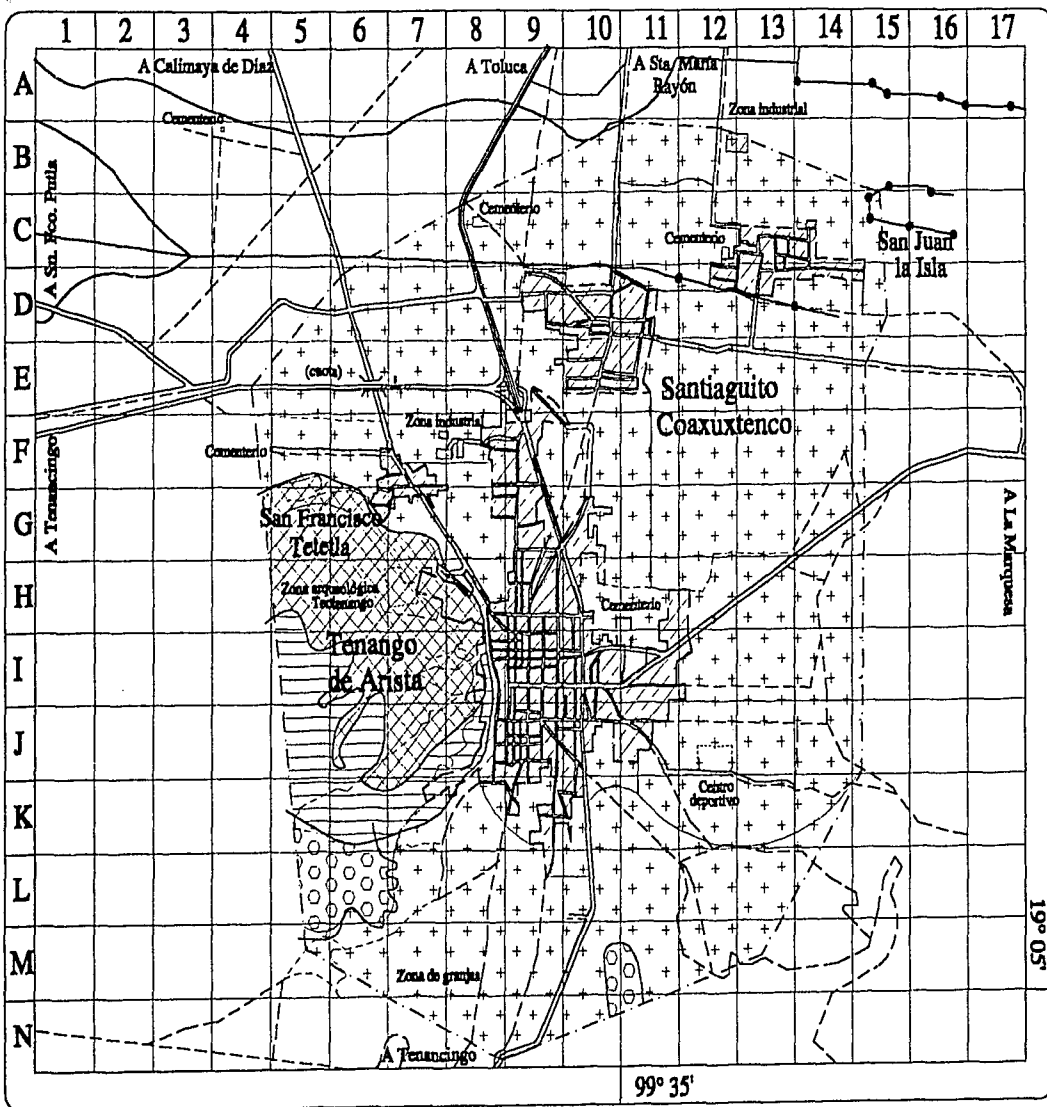 1 2 3 4 5 6 7 8 9 10 11 12 13 14 15 16 17
A
B
C
D
E
F
G
H
I
J
K
L
M
N
A Calimaya de Díaz
A Toluca
A Sta. María
Rayón
Zona industrial
Cementerio
A Sn. Fco. Putla
Cementerio
Cementerio
San Juan
la Isla
(cuota)
Santiaguito
Coaxuxtenco
Zona industrial
Cementerio
A Tenancingo
San Francisco
Tetetla
A La Marquesa
Zona arqueológica
Teotenango
Cementerio
Tenango
de Arista
Centro
deportivo
Zona de granjas
A Tenancingo
19° 05'
99° 35'